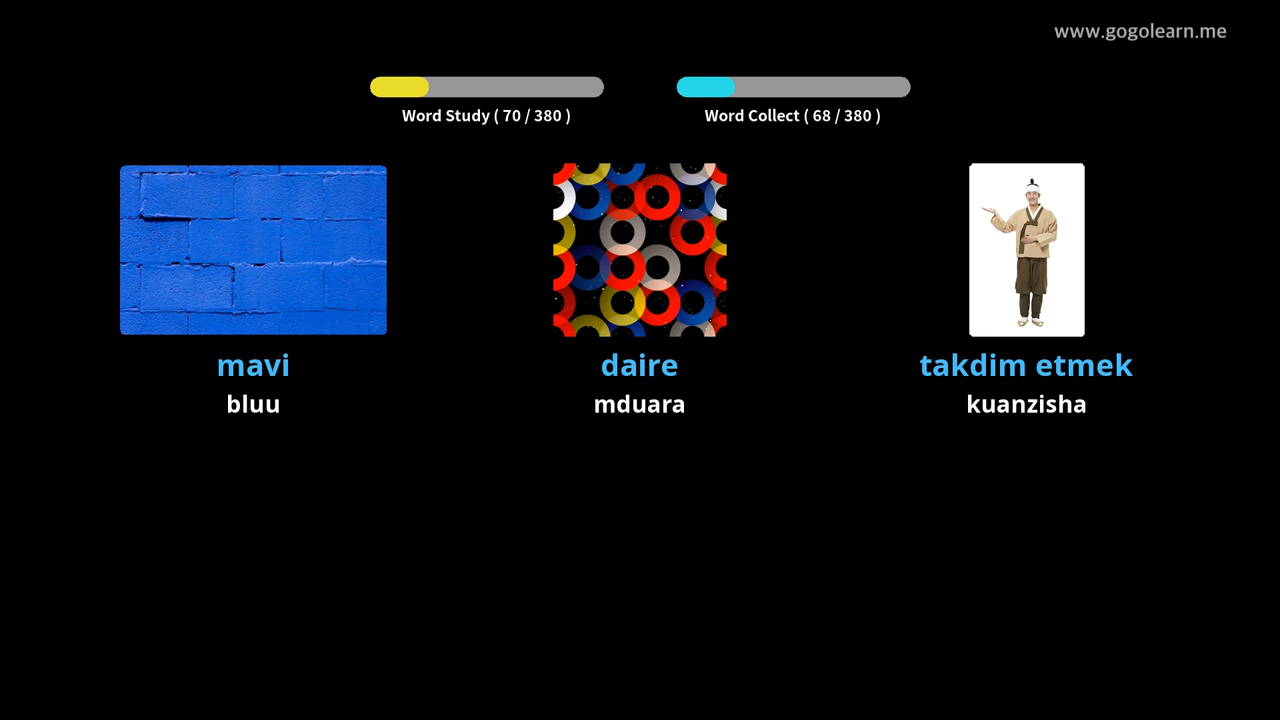 www.gogolearn.me
Word Study ( 70 / 380 )
Word Collect ( 68 / 380 )
mavi
bluu
daire
mduara
takdim etmek
kuanzisha